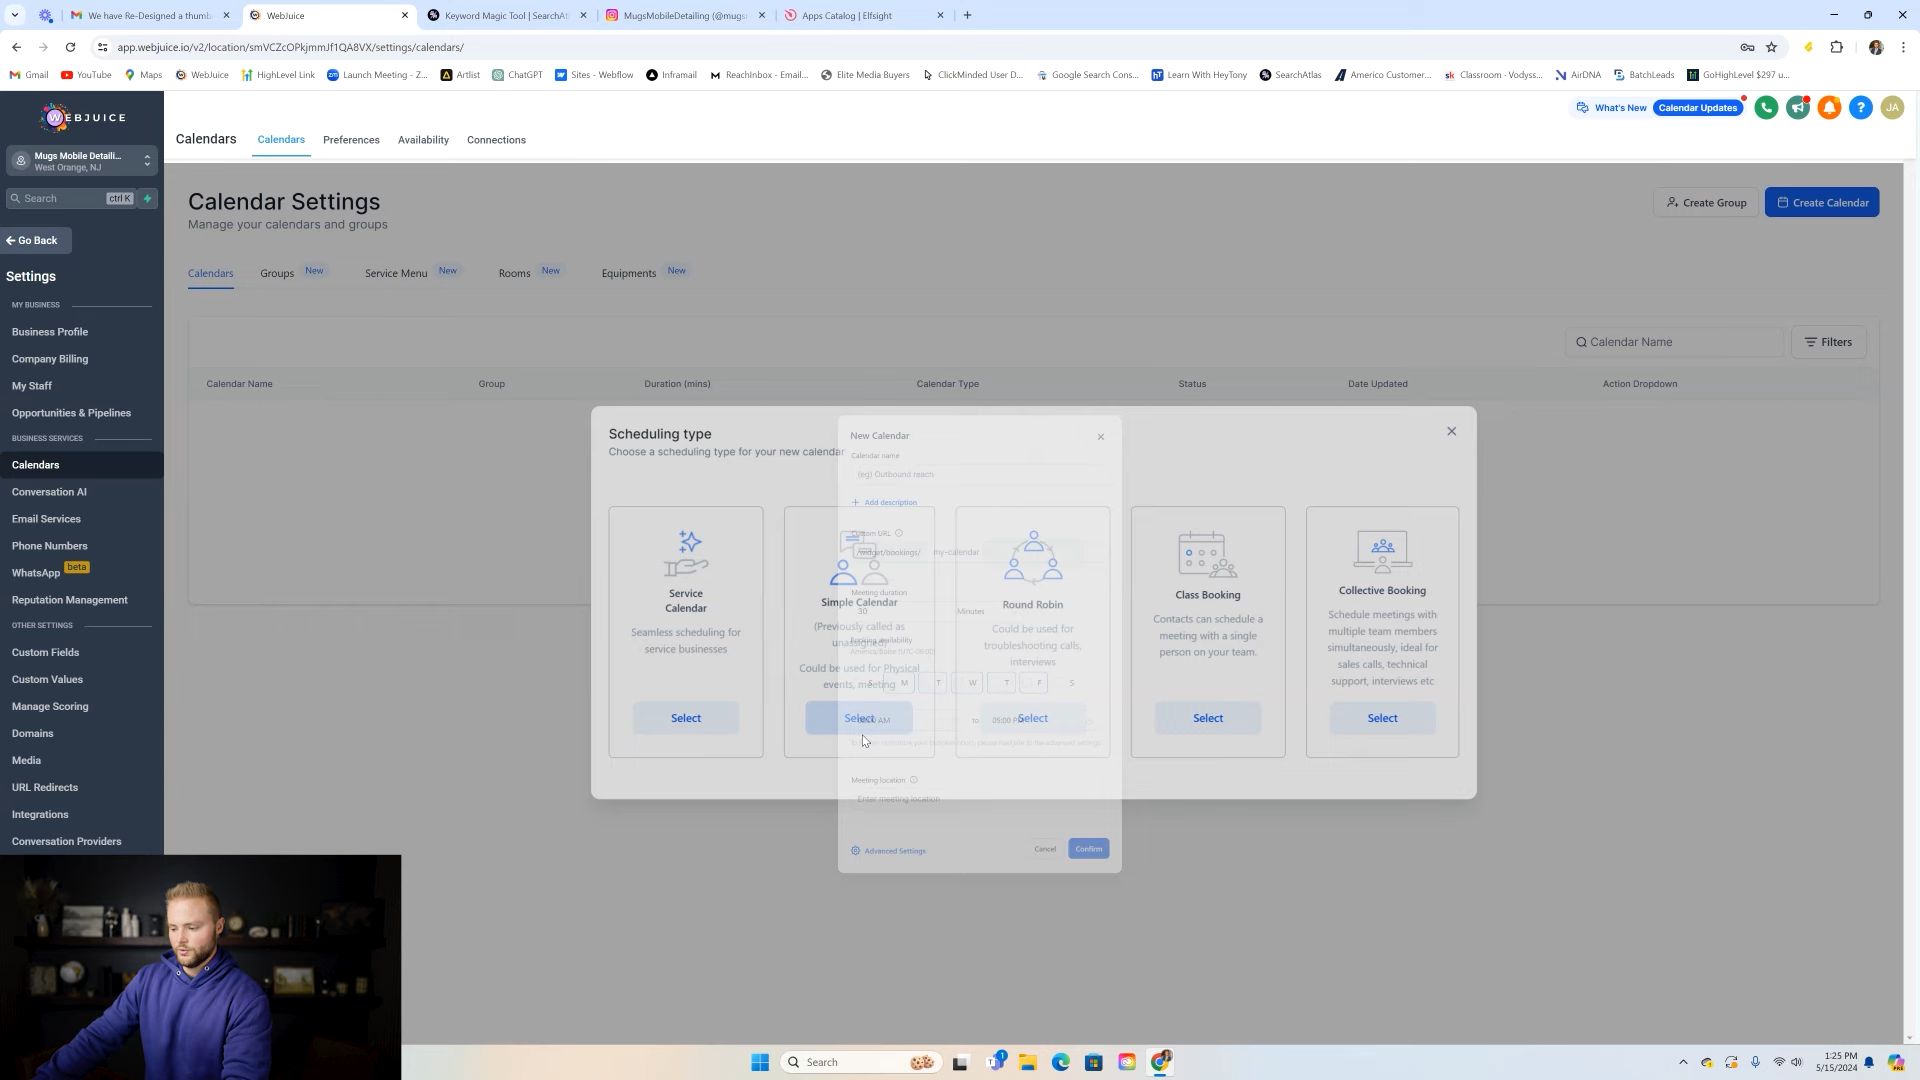 We have Re-Designed a thumb
WebJuice
Keyword Magic Tool | SearchAtl
MugsMobileDetailing (@mugs
Apps Catalog | Elfsight
app.webjuice.io/v2/location/smVCZcOPkjmmJf1QA8VX/settings/calendars/
Gmail
YouTube
Maps
WebJuice
HighLevel Link
Launch Meeting - Z...
Artlist
ChatGPT
Sites - Webflow
Inframail
ReachInbox - Email...
Elite Media Buyers
ClickMinded User D...
Google Search Cons...
Learn With HeyTony
SearchAtlas
Americo Customer...
Classroom - Vodyss...
AirDNA
BatchLeads
GoHighLevel $297 u...
WEBJUICE
What's New
Calendar Updates
JA
Calendars
Calendars
Preferences
Availability
Connections
Mugs Mobile Detaili...
West Orange, NJ
Search
ctrl K
Go Back
Settings
MY BUSINESS
Business Profile
Company Billing
My Staff
Opportunities & Pipelines
BUSINESS SERVICES
Calendars
Conversation AI
Email Services
Phone Numbers
WhatsApp beta
Reputation Management
OTHER SETTINGS
Custom Fields
Custom Values
Manage Scoring
Domains
Media
URL Redirects
Integrations
Conversation Providers
Calendar Settings
Manage your calendars and groups
Create Group
Create Calendar
Calendars
Groups New
Service Menu New
Rooms New
Equipments New
Calendar Name
Filters
Calendar Name
Group
Duration (mins)
Calendar Type
Status
Date Updated
Action Dropdown
Scheduling type
Choose a scheduling type for your new calendar
Service
Calendar
Seamless scheduling for
service businesses
Select
Simple Calendar
(Previously called as
unassigned)
Could be used for Physical
events, meeting
Select
Round Robin
Could be used for
troubleshooting calls,
interviews
Select
Class Booking
Contacts can schedule a
meeting with a single
person on your team.
Select
Collective Booking
Schedule meetings with
multiple team members
simultaneously, ideal for
sales calls, technical
support, interviews etc
Select
New Calendar
Calendar name
(eg) Outbound reach
Add description
Custom URL
/widget/bookings/
my-calendar
Meeting duration
30
Minutes
Booking availability
S M T W T F S
to
Meeting location
Enter meeting location
Advanced Settings
Cancel
Confirm
Search
1
1:25 PM
5/15/2024